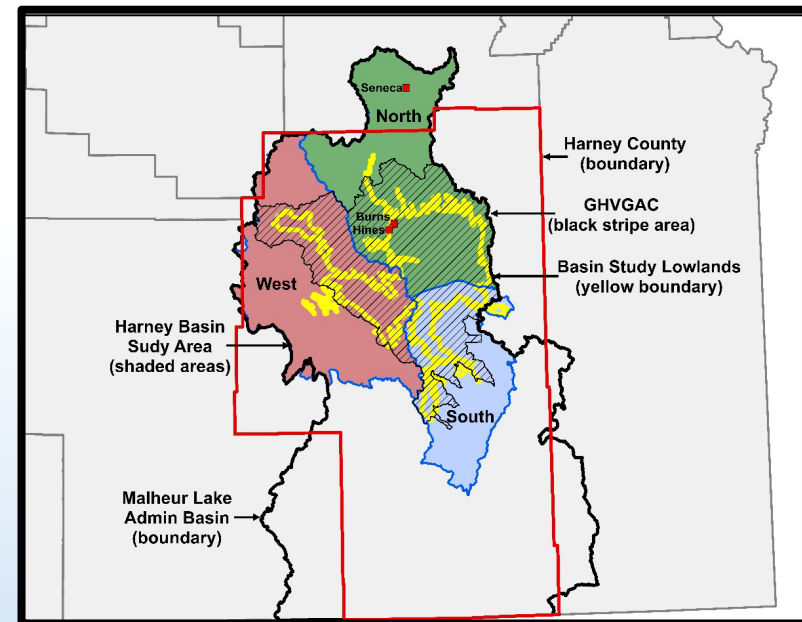 Seneca
North
Harney County
(boundary)
GHVGAC
(black stripe area)
Burns
Hines
Basin Study Lowlands
(yellow boundary)
West
Harney Basin
Sudy Area
(shaded areas)
South
Malheur Lake
Admin Basin
(boundary)